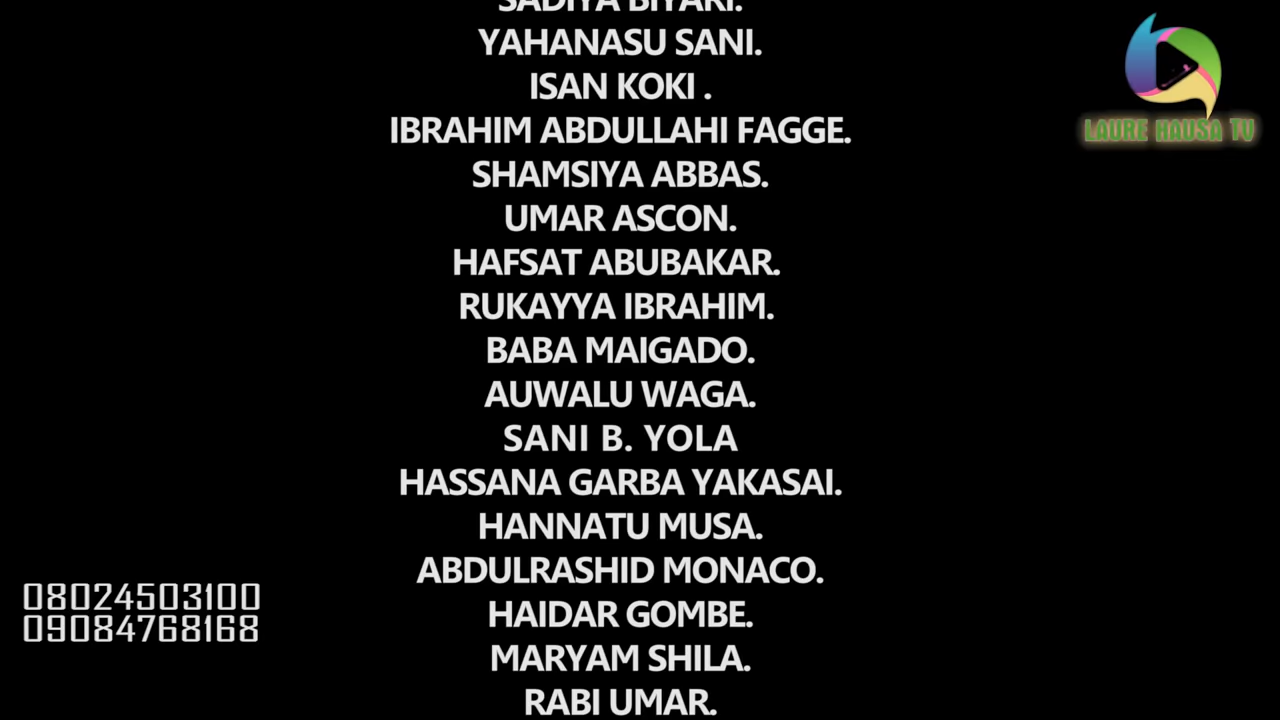 SADIYA BIYARI.
YAHANASU SANI.
ISAN KOKI .
IBRAHIM ABDULLAHI FAGGE.
SHAMSIYA ABBAS.
UMAR ASCON.
HAFSAT ABUBAKAR.
RUKAYYA IBRAHIM.
BABA MAIGADO.
AUWALU WAGA.
SANI B. YOLA
HASSANA GARBA YAKASAI.
HANNATU MUSA.
ABDULRASHID MONACO.
HAIDAR GOMBE.
MARYAM SHILA.
RABI UMAR.
LAURE HAUSA TV
08024503100
09084768168